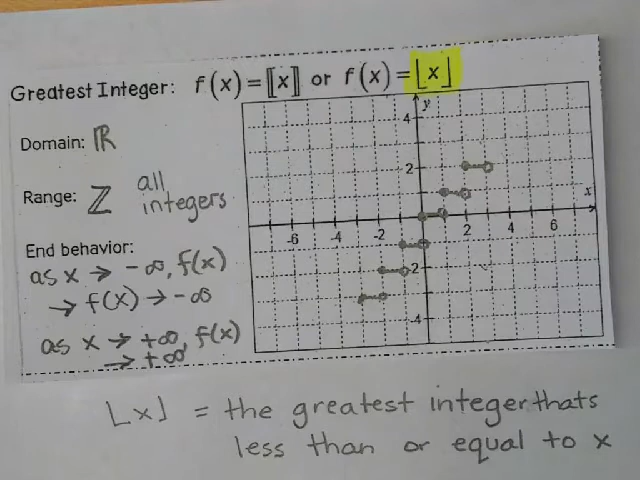 Greatest Integer: f(x) = ⟦x⟧ or f(x) = ⌊x⌋
Domain: ℝ
Range: ℤ all integers
End behavior:
as x → -∞, f(x)
→ f(x) → -∞
as x → +∞, f(x)
→ +∞
y
4
2
x
-6 -4 -2 2 4 6
-2
-4
⌊x⌋ = the greatest integer thats
less than or equal to x